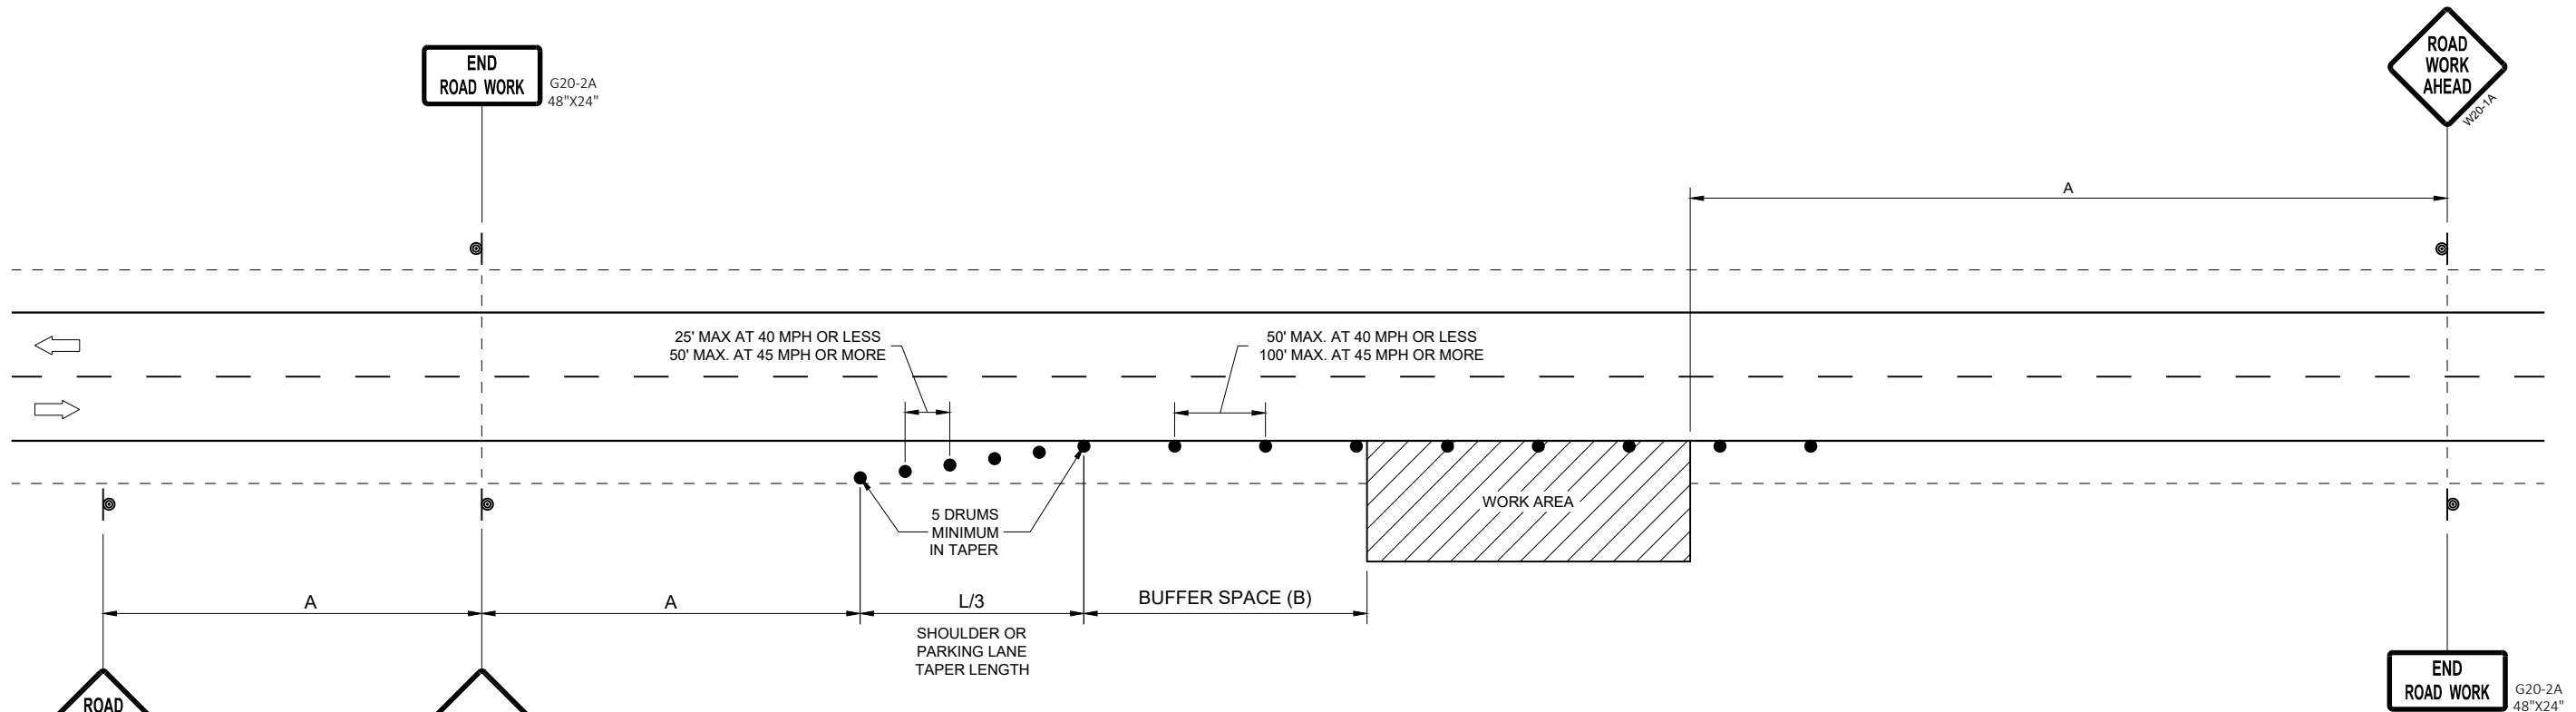 END
ROAD WORK
G20-2A
48"X24"
ROAD
WORK
AHEAD
W20-1A
A
25' MAX AT 40 MPH OR LESS
50' MAX. AT 45 MPH OR MORE
50' MAX. AT 40 MPH OR LESS
100' MAX. AT 45 MPH OR MORE
5 DRUMS
MINIMUM
IN TAPER
WORK AREA
A
A
L/3
BUFFER SPACE (B)
SHOULDER OR
PARKING LANE
TAPER LENGTH
ROAD
END
ROAD WORK
G20-2A
48"X24"